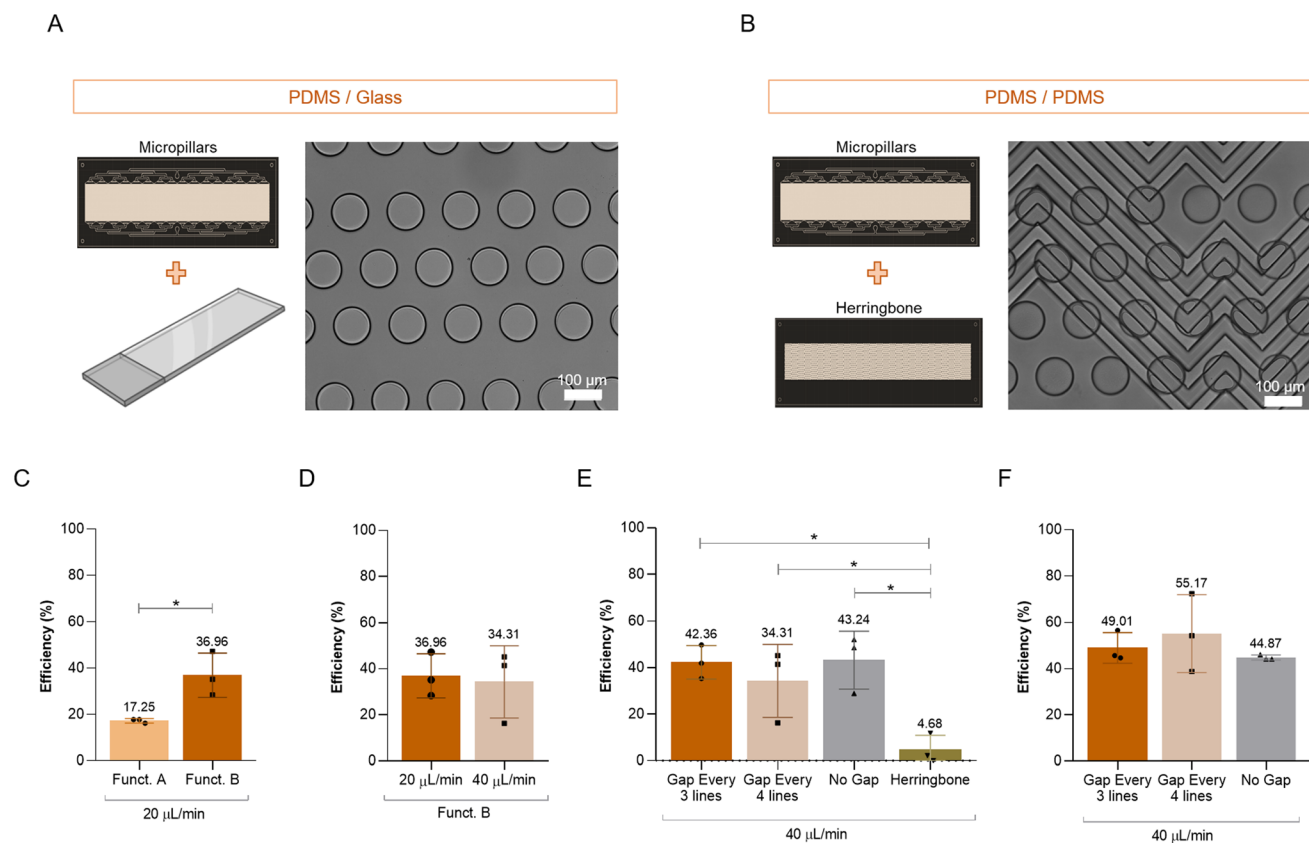 A
B
PDMS / Glass
PDMS / PDMS
Micropillars
Micropillars
Herringbone
100 µm
100 µm
C
D
E
F
Efficiency (%)
100
80
60
40
20
0
*
17.25
36.96
Funct. A
Funct. B
20 µL/min
Efficiency (%)
100
80
60
40
20
0
36.96
34.31
20 µL/min
40 µL/min
Funct. B
Efficiency (%)
100
80
60
40
20
0
*
*
*
42.36
34.31
43.24
4.68
Gap Every
3 lines
Gap Every
4 lines
No Gap
Herringbone
40 µL/min
Efficiency (%)
100
80
60
40
20
0
49.01
55.17
44.87
Gap Every
3 lines
Gap Every
4 lines
No Gap
40 µL/min